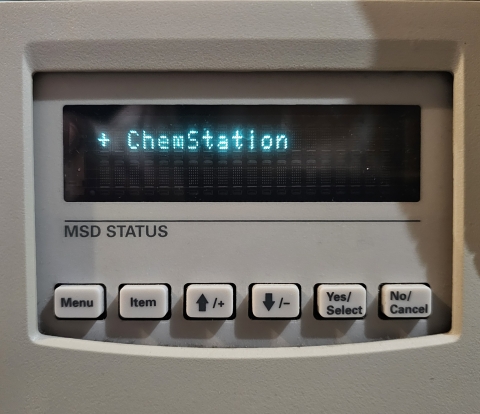 + ChemStation
MSD STATUS
Menu
Item
↑/+
↓/−
Yes/
Select
No/
Cancel